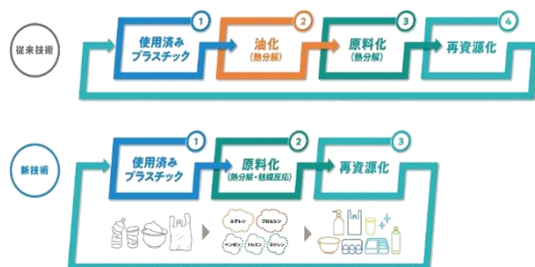 従来技術
1
使用済み
プラスチック
2
油化
(熱分解)
3
原料化
(熱分解)
4
再資源化
新技術
1
使用済み
プラスチック
2
原料化
(熱分解・触媒反応)
3
再資源化
エチレン
プロピレン
ベンゼン
トルエン
キシレン